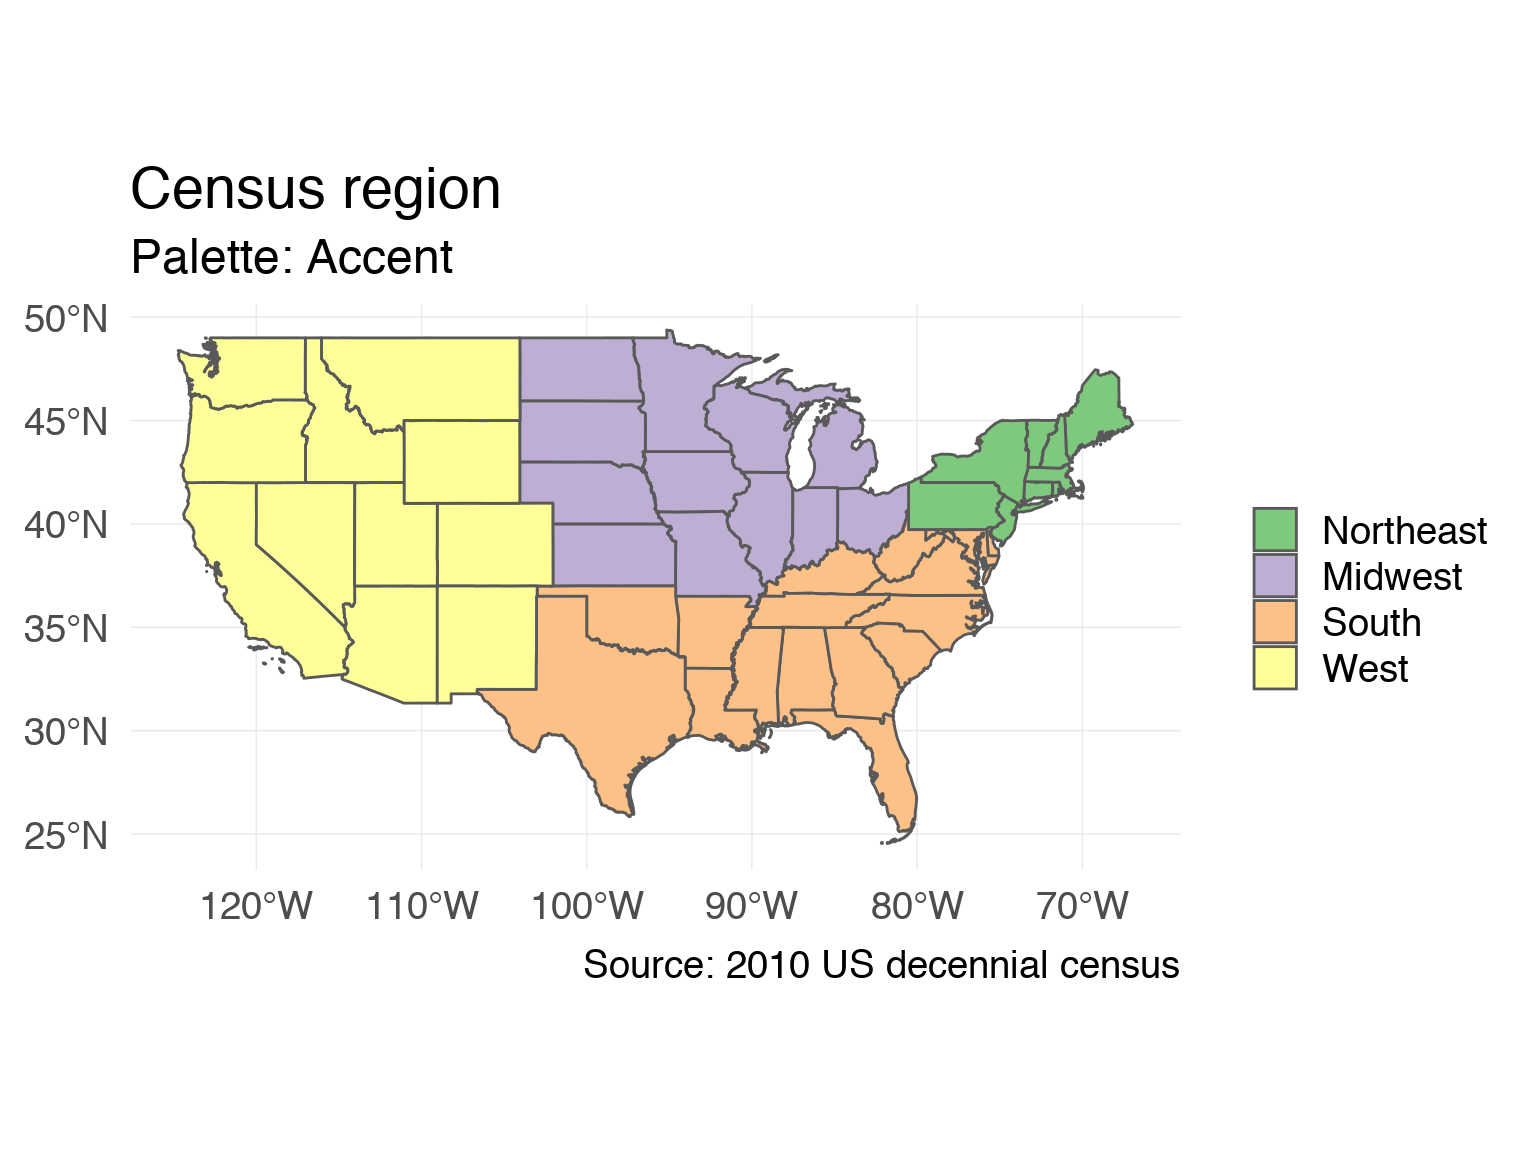 Census region
Palette: Accent
50°N
45°N
40°N
35°N
30°N
25°N
120°W 110°W 100°W 90°W 80°W 70°W
Northeast
Midwest
South
West
Source: 2010 US decennial census